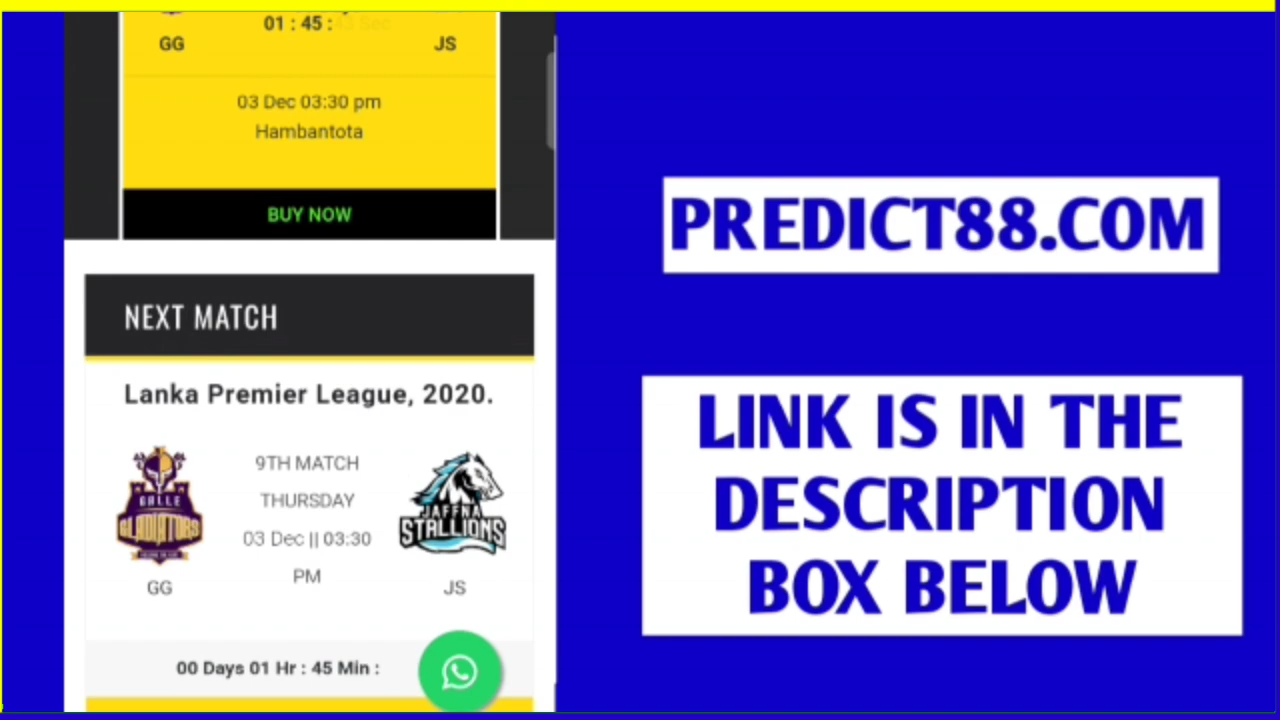 01 : 45 : 43 Sec
GG
JS
03 Dec 03:30 pm
Hambantota
BUY NOW
NEXT MATCH
Lanka Premier League, 2020.
9TH MATCH
THURSDAY
03 Dec || 03:30
PM
GALLE
GLADIATORS
JAFFNA
STALLIONS
GG
JS
00 Days 01 Hr : 45 Min :
PREDICT88.COM
LINK IS IN THE
DESCRIPTION
BOX BELOW